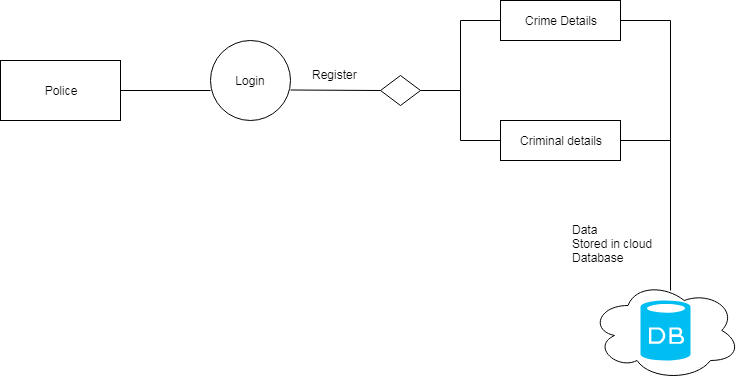 Police
Login
Register
Crime Details
Criminal details
Data
Stored in cloud
Database
DB